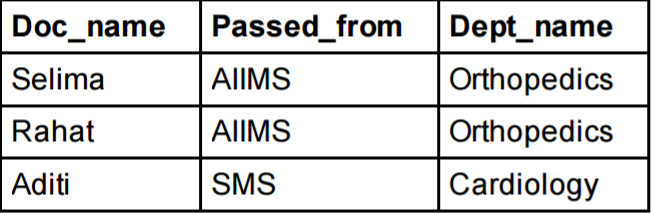 Doc_name Passed_from Dept_name
Selima AIIMS Orthopedics
Rahat AIIMS Orthopedics
Aditi SMS Cardiology